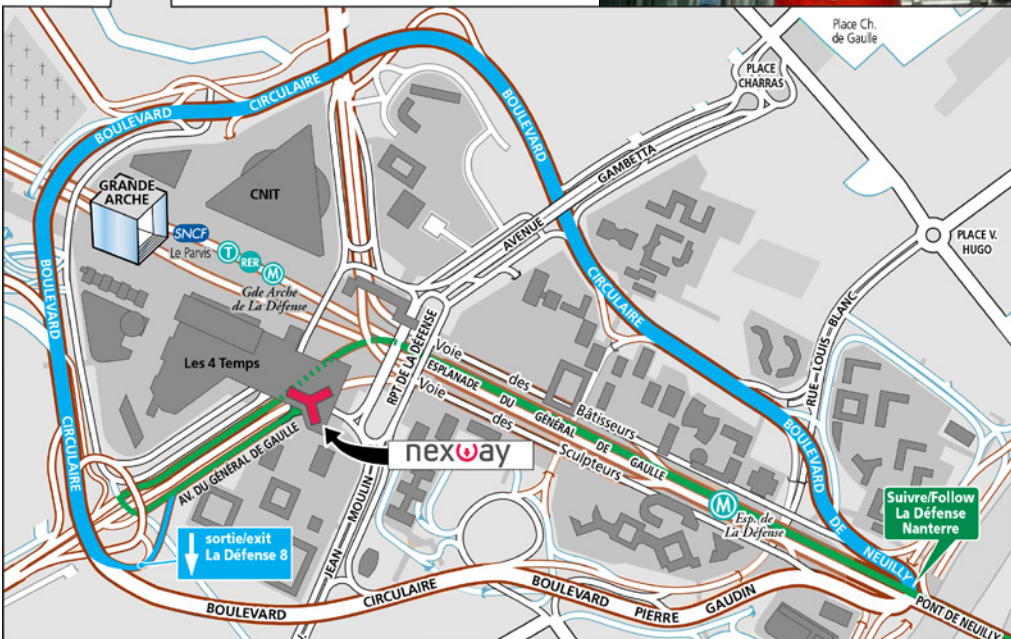 Place Ch.
de Gaulle
PLACE
CHARRAS
BOULEVARD
CIRCULAIRE
BOULEVARD
GAMBETTA
AVENUE
GRANDE
ARCHE
CNIT
SNCF
Le Parvis
T
RER
M
Gde Arche
de La Défense
PLACE V.
HUGO
BOULEVARD
CIRCULAIRE
CIRCULAIRE
RUE-LOUIS-BLANC
Les 4 Temps
RPT DE LA DÉFENSE
Voie des Bâtisseurs
ESPLANADE DU GÉNÉRAL DE GAULLE
Voie des Sculpteurs
AV. DU GÉNÉRAL DE GAULLE
nexway
JEAN MOULIN
BOULEVARD
DE NEUILLY
M
Esp. de
La Défense
Suivre/Follow
La Défense
Nanterre
sortie/exit
La Défense 8
BOULEVARD
CIRCULAIRE
BOULEVARD
PIERRE
GAUDIN
PONT DE NEUILLY